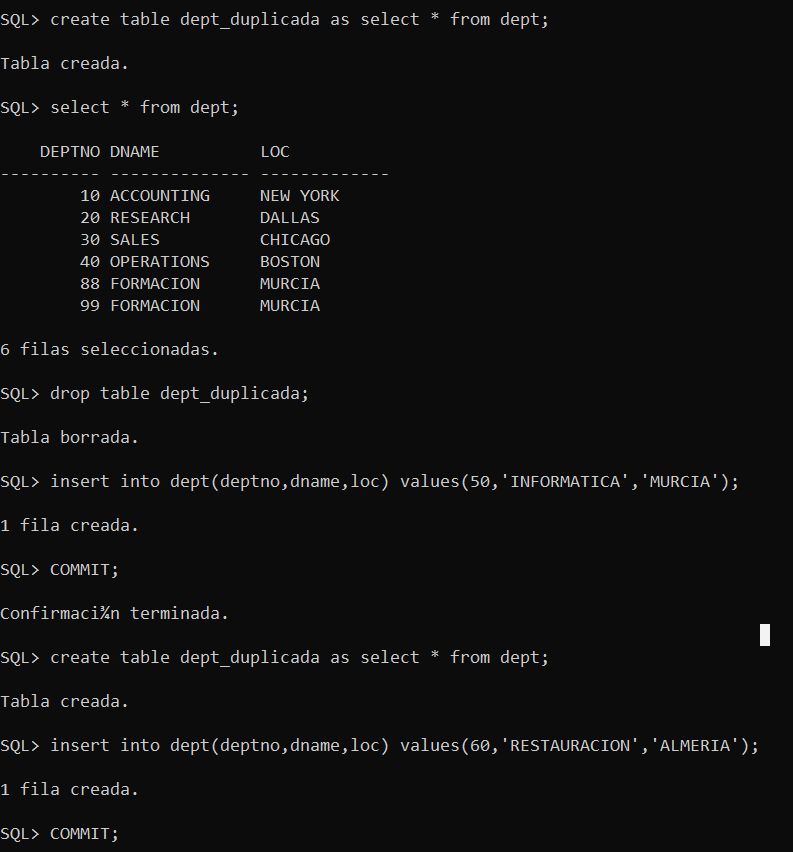 SQL> create table dept_duplicada as select * from dept;
Tabla creada.
SQL> select * from dept;
DEPTNO DNAME LOC
---------- -------------- -------------
10 ACCOUNTING NEW YORK
20 RESEARCH DALLAS
30 SALES CHICAGO
40 OPERATIONS BOSTON
88 FORMACION MURCIA
99 FORMACION MURCIA
6 filas seleccionadas.
SQL> drop table dept_duplicada;
Tabla borrada.
SQL> insert into dept(deptno,dname,loc) values(50,'INFORMATICA','MURCIA');
1 fila creada.
SQL> COMMIT;
Confirmaci¾n terminada.
SQL> create table dept_duplicada as select * from dept;
Tabla creada.
SQL> insert into dept(deptno,dname,loc) values(60,'RESTAURACION','ALMERIA');
1 fila creada.
SQL> COMMIT;